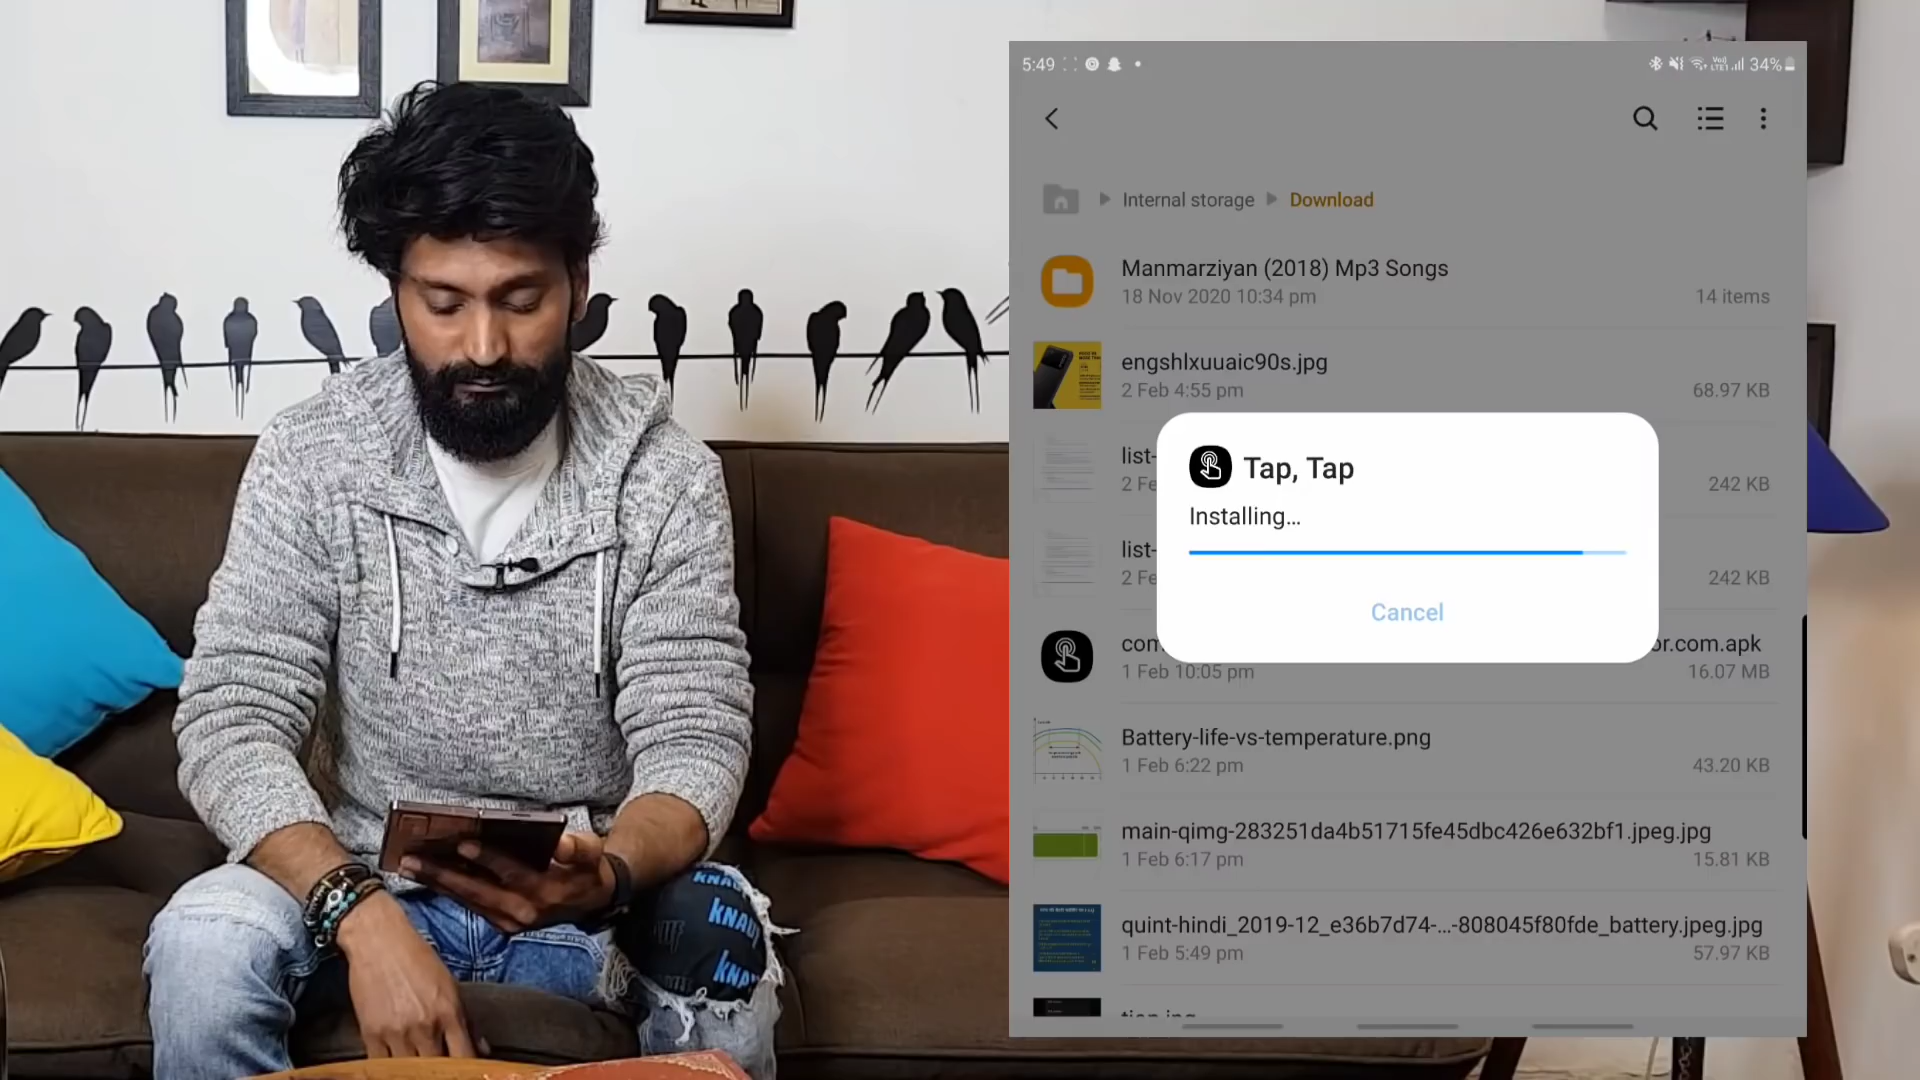 5:49
34%
Internal storage
Download
Manmarziyan (2018) Mp3 Songs
18 Nov 2020 10:34 pm
14 items
engshlxuuaic90s.jpg
2 Feb 4:55 pm
68.97 KB
list-
2 Fe
242 KB
Tap, Tap
Installing...
list-
2 Fe
242 KB
Cancel
com
or.com.apk
1 Feb 10:05 pm
16.07 MB
Battery-life-vs-temperature.png
1 Feb 6:22 pm
43.20 KB
main-qimg-283251da4b51715fe45dbc426e632bf1.jpeg.jpg
1 Feb 6:17 pm
15.81 KB
quint-hindi_2019-12_e36b7d74-...-808045f80fde_battery.jpeg.jpg
1 Feb 5:49 pm
57.97 KB
KNAUF
KNAUF